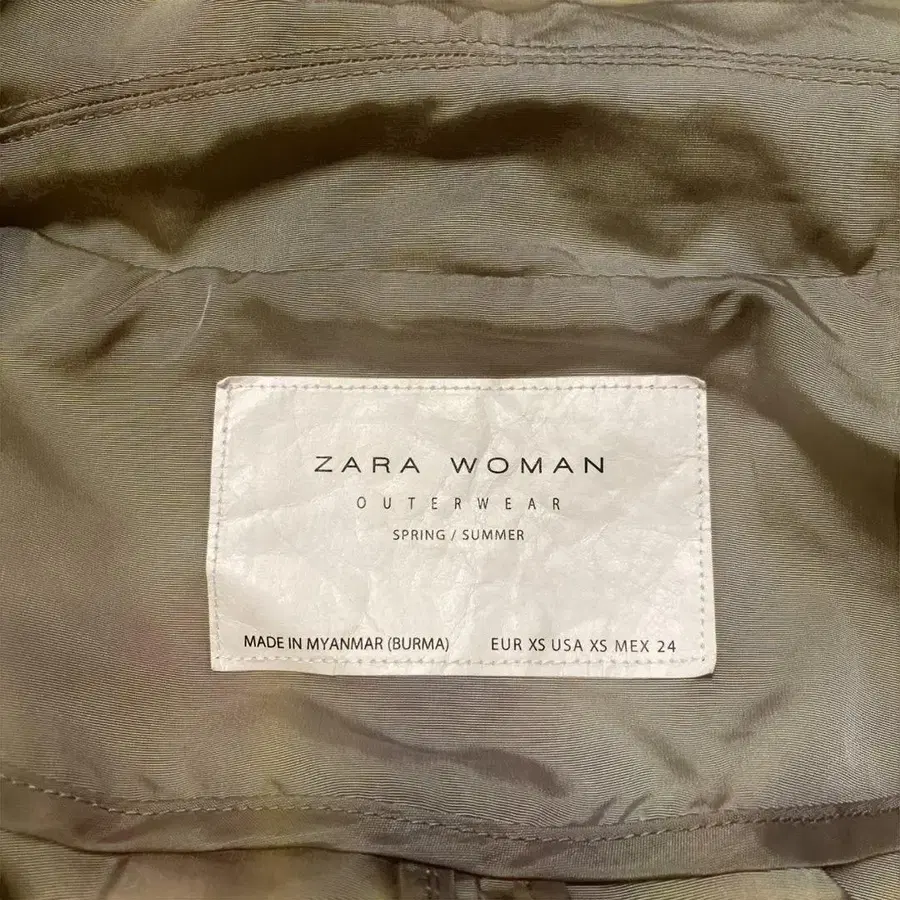 ZARA WOMAN
OUTERWEAR
SPRING / SUMMER
MADE IN MYANMAR (BURMA) EUR XS USA XS MEX 24